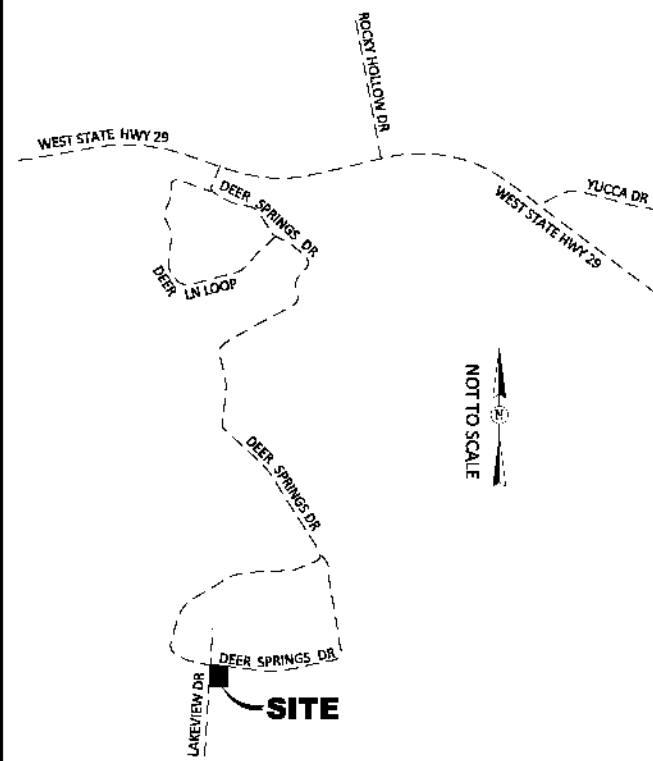 ROCKY HOLLOW DR
WEST STATE HWY 29
YUCCA DR
DEER SPRINGS DR
WEST STATE HWY 29
DEER LN LOOP
NOT TO SCALE
N
DEER SPRINGS DR
DEER SPRINGS DR
LAKEVIEW DR
SITE